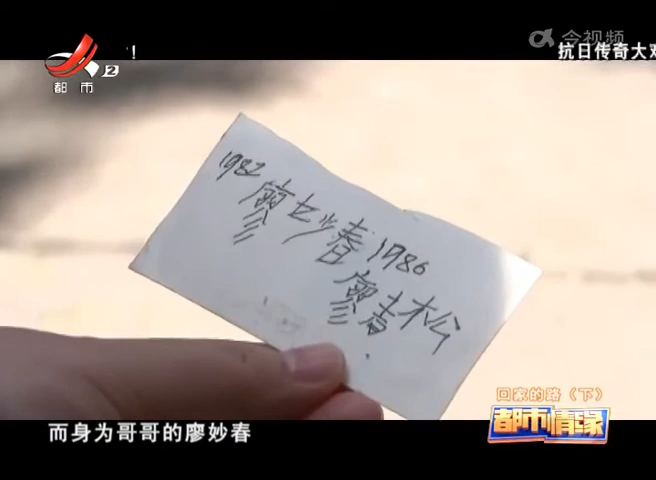 今视频
抗日传奇大
2
都市
1982
廖妙春 1986
廖春松
回家的路（下）
都市情缘
而身为哥哥的廖妙春